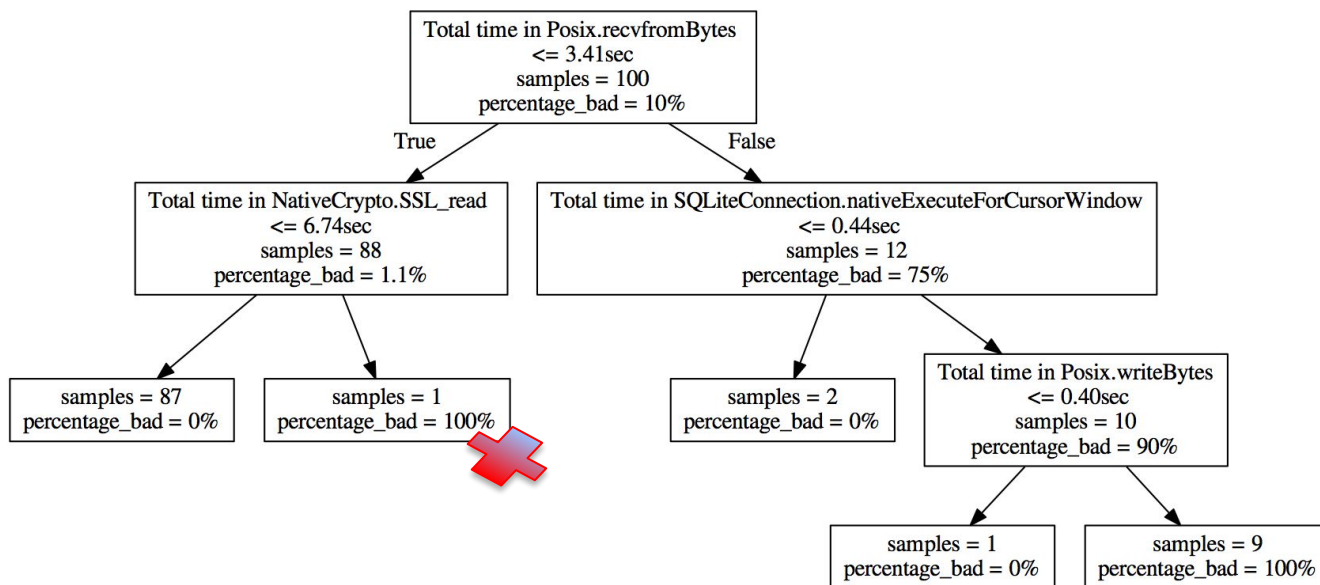 Total time in Posix.recvfromBytes
<= 3.41sec
samples = 100
percentage_bad = 10%
True
False
Total time in NativeCrypto.SSL_read
<= 6.74sec
samples = 88
percentage_bad = 1.1%
Total time in SQLiteConnection.nativeExecuteForCursorWindow
<= 0.44sec
samples = 12
percentage_bad = 75%
samples = 87
percentage_bad = 0%
samples = 1
percentage_bad = 100%
samples = 2
percentage_bad = 0%
Total time in Posix.writeBytes
<= 0.40sec
samples = 10
percentage_bad = 90%
samples = 1
percentage_bad = 0%
samples = 9
percentage_bad = 100%